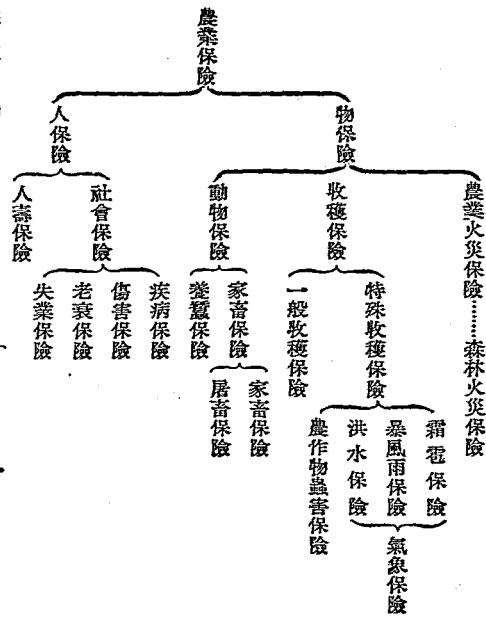 農業保險
物保險
人保險
農業火災保險………森林火災保險
收穫保險
動物保險
社會保險
人壽保險
特殊收穫保險
一般收穫保險
家畜保險
養蠶保險
疾病保險
傷害保險
老衰保險
失業保險
霜雹保險
暴風雨保險
洪水保險
農作物蟲害保險
家畜保險
居畜保險
氣象保險